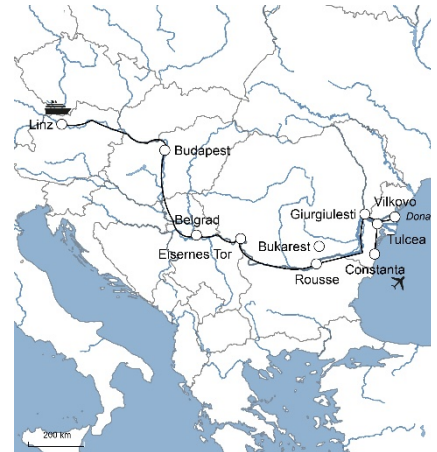 Linz
Budapest
Vilkovo
Giurgiulesti
Dona
Belgrad
Tulcea
Bukarest
Eisernes Tor
Constanta
Rousse
200 km